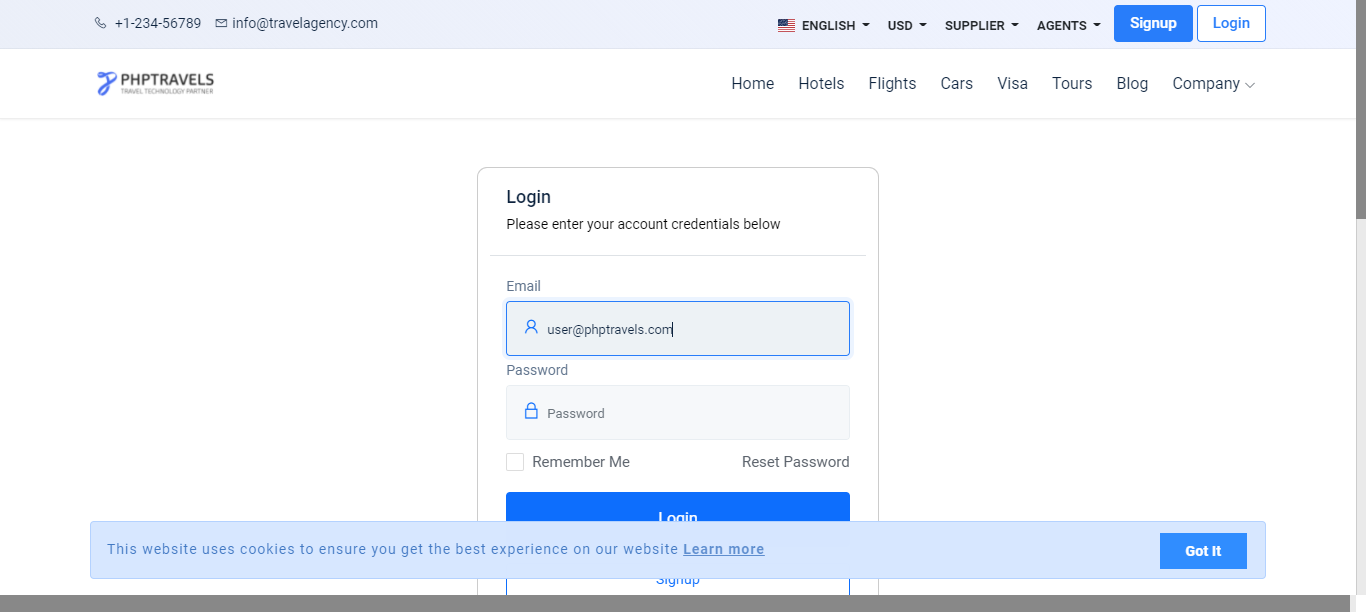 +1-234-56789 info@travelagency.com ENGLISH USD SUPPLIER AGENTS Signup Login
PHPTRAVELS
TRAVEL TECHNOLOGY PARTNER
Home Hotels Flights Cars Visa Tours Blog Company
Login
Please enter your account credentials below
Email
user@phptravels.com
Password
Password
Remember Me Reset Password
Login
This website uses cookies to ensure you get the best experience on our website Learn more Got It
Signup